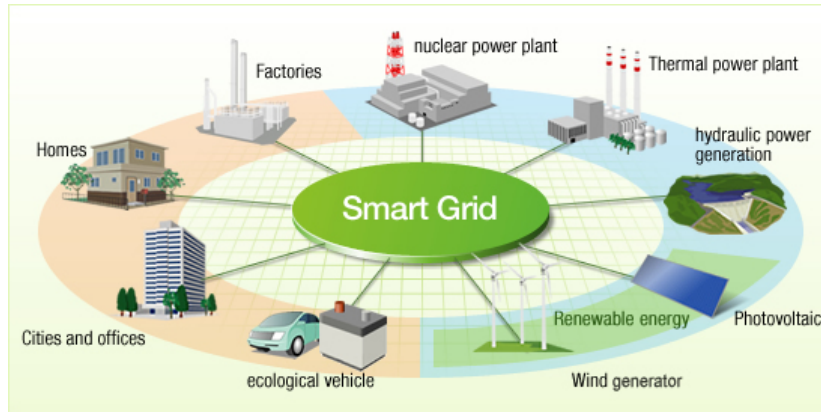 nuclear power plant
Factories
Thermal power plant
hydraulic power
generation
Homes
Smart Grid
Renewable energy
Photovoltaic
Cities and offices
ecological vehicle
Wind generator